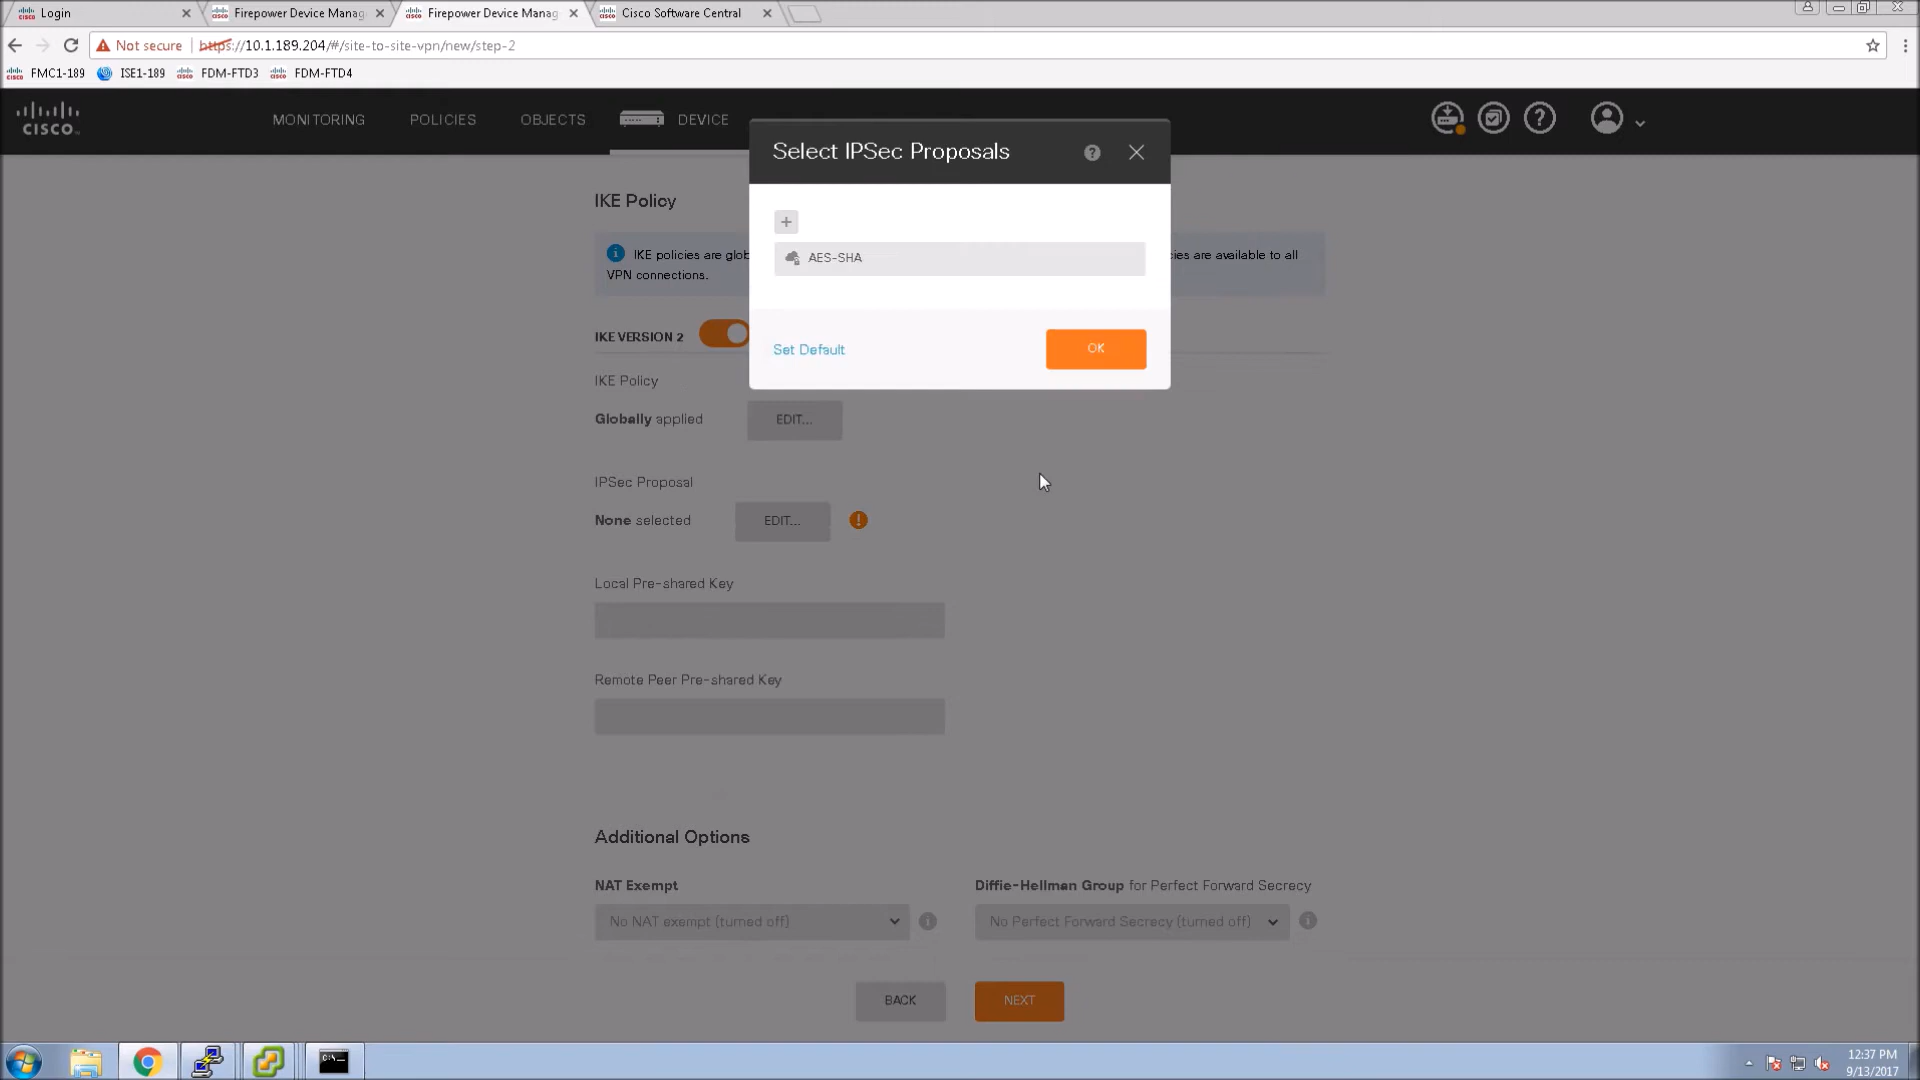 Login
Firepower Device Manag
Firepower Device Manag
Cisco Software Central
Not secure
https://10.1.189.204/#/site-to-site-vpn/new/step-2
FMC1-189
ISE1-189
FDM-FTD3
FDM-FTD4
CISCO
MONITORING
POLICIES
OBJECTS
DEVICE
Select IPSec Proposals
AES-SHA
Set Default
OK
IKE Policy
IKE policies are glob
ies are available to all
VPN connections.
IKE VERSION 2
IKE Policy
Globally applied
EDIT...
IPSec Proposal
None selected
EDIT...
Local Pre-shared Key
Remote Peer Pre-shared Key
Additional Options
NAT Exempt
Diffie-Hellman Group for Perfect Forward Secrecy
No NAT exempt (turned off)
No Perfect Forward Secrecy (turned off)
BACK
NEXT
12:37 PM
9/13/2017